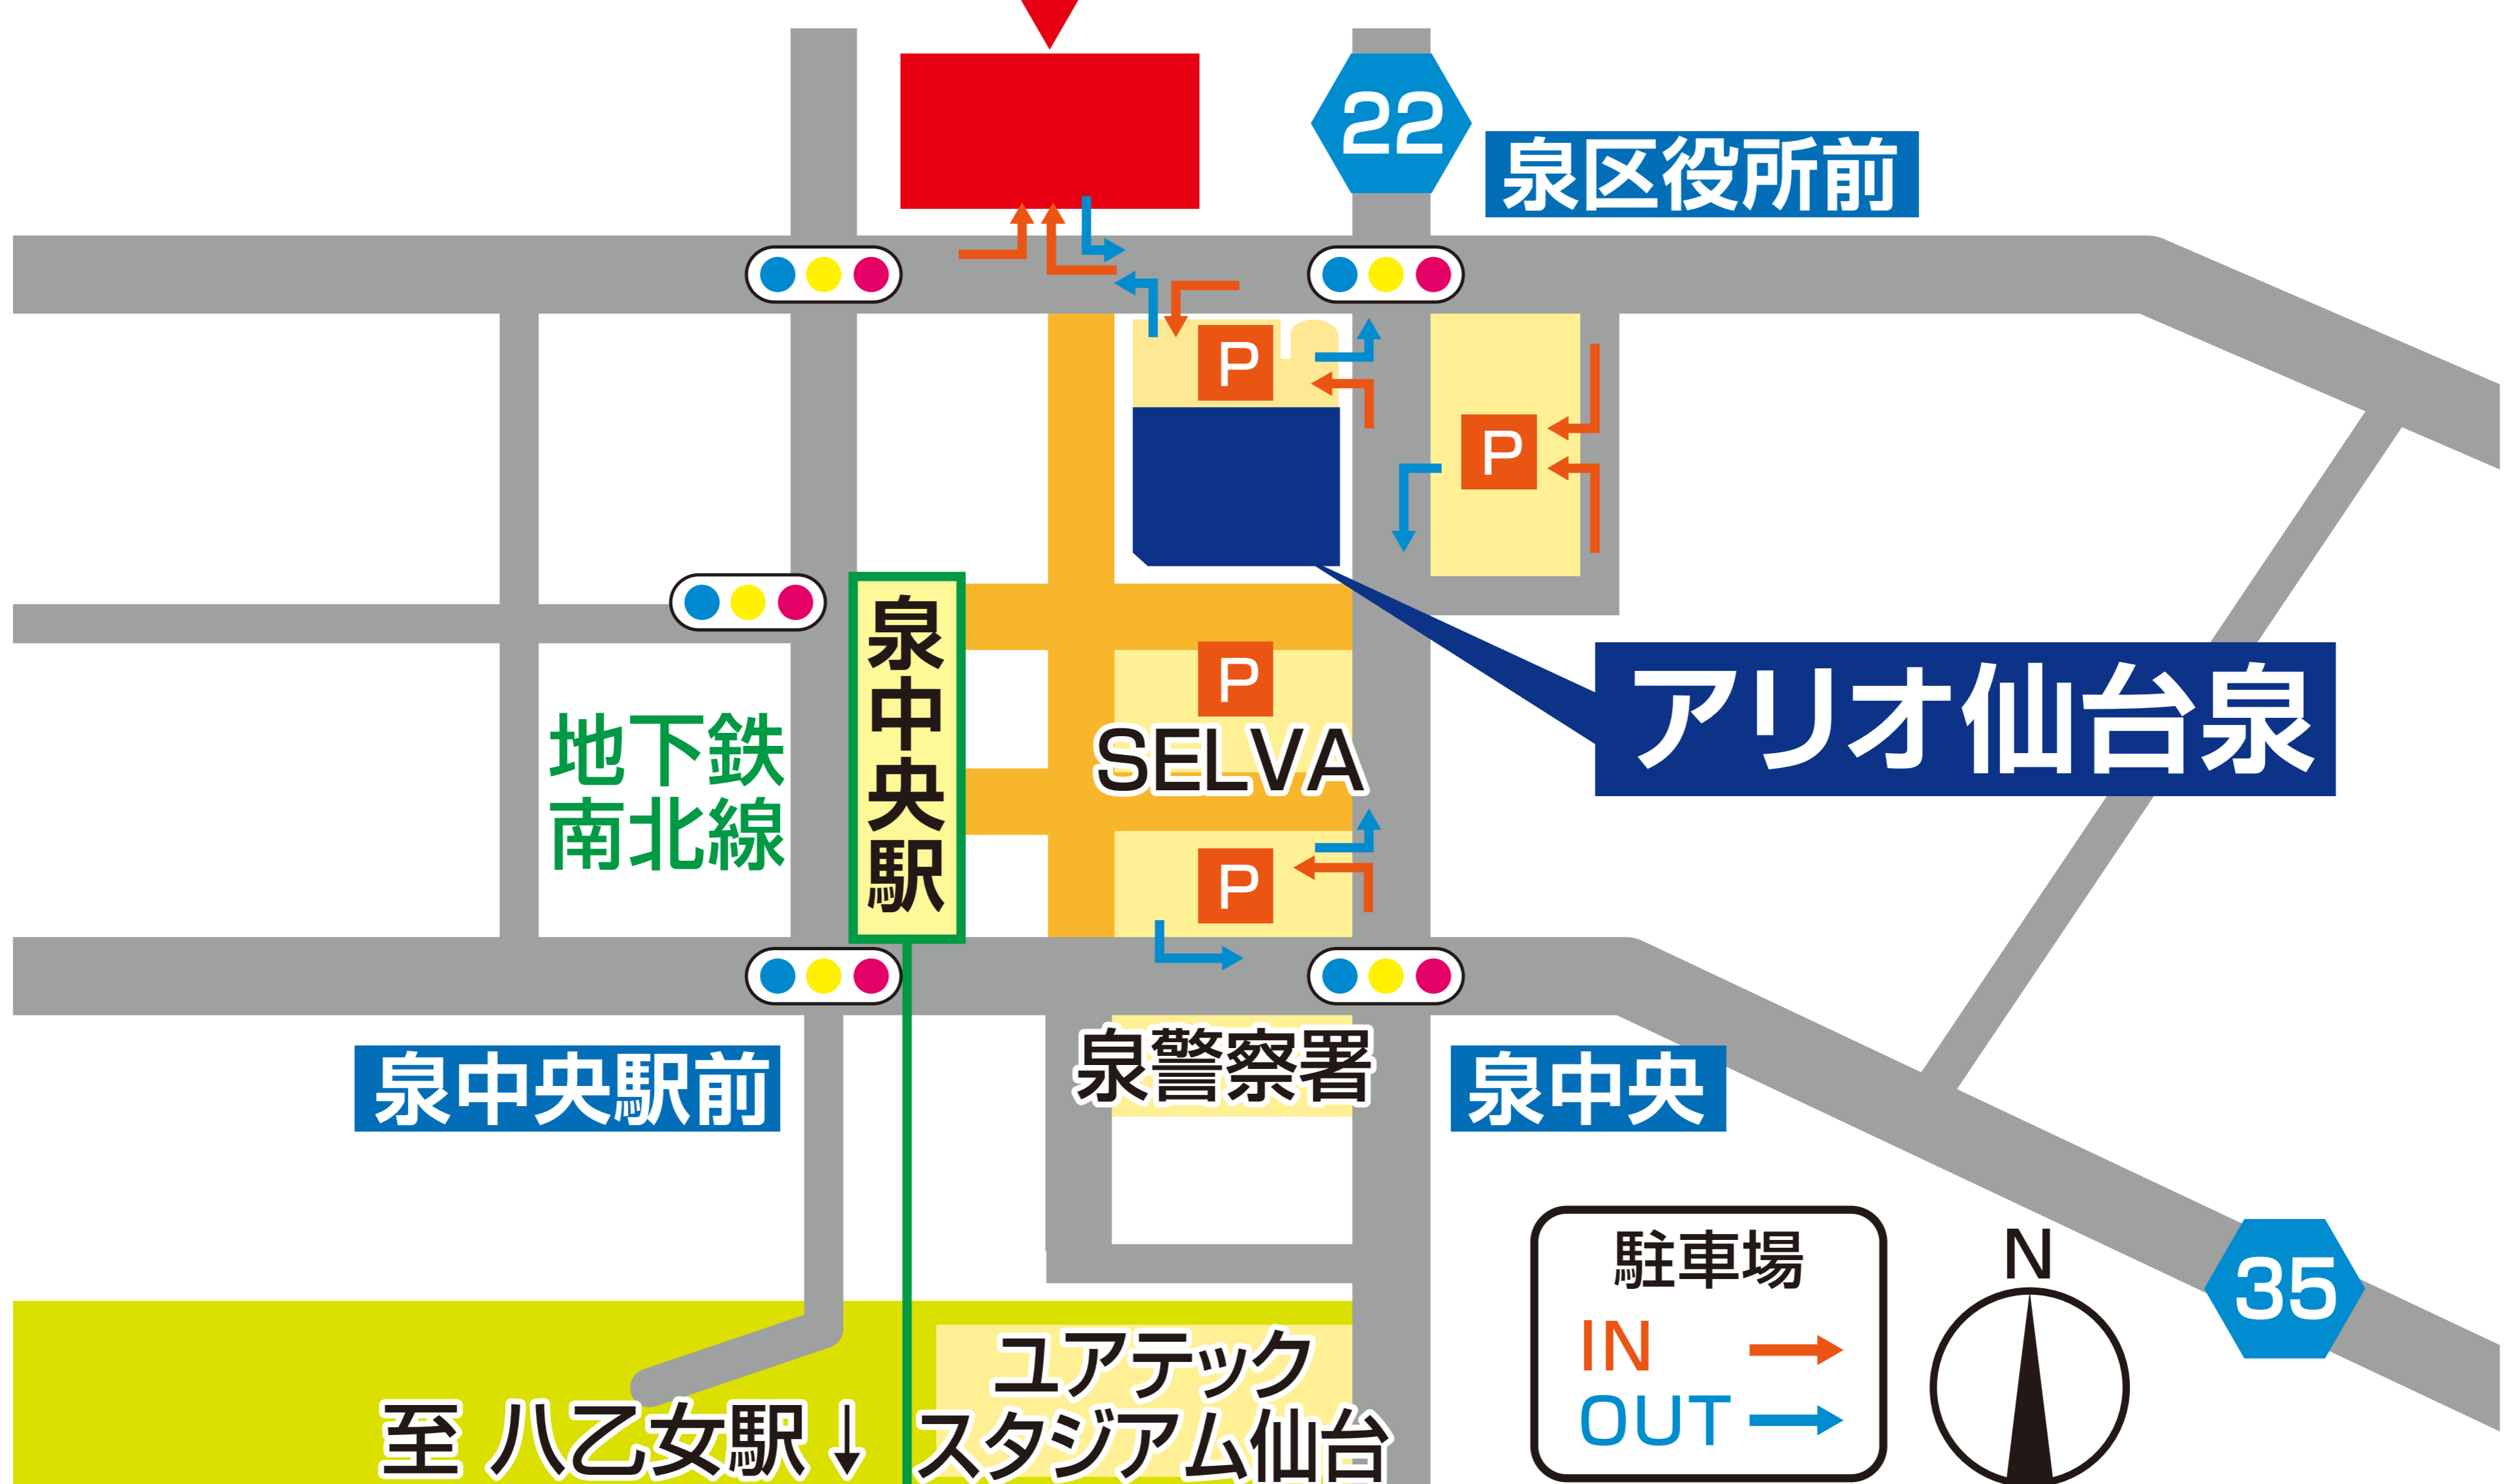 22
泉区役所前
P
P
泉中央駅
P
SELVA
アリオ仙台泉
地下鉄
南北線
P
泉警察署
泉中央駅前
泉中央
駐車場
IN
OUT
N
35
ユアテック
スタジアム仙台
至 八乙女駅↓